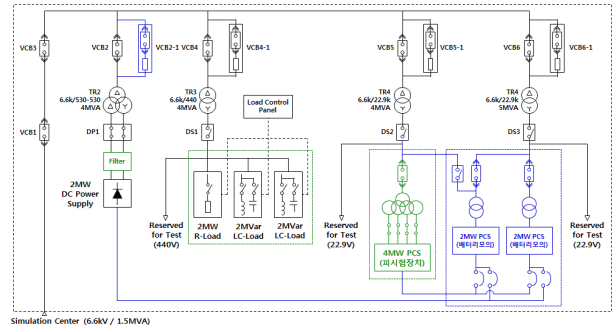 VCB3
VCB2
VCB2-1
VCB4
VCB4-1
VCB5
VCB5-1
VCB6
VCB6-1
TR2
6.6k/530-530
4MVA
TR3
6.6k/440
4MVA
TR4
6.6k/22.9k
4MVA
TR4
6.6k/22.9k
5MVA
Load Control
Panel
VCB1
DP1
DS1
DS2
DS3
Filter
2MW
DC Power
Supply
Reserved
for Test
(440V)
2MW
R-Load
2MVar
LC-Load
2MVar
LC-Load
Reserved
for Test
(22.9V)
4MW PCS
(피시험장치)
2MW PCS
(배터리모의)
2MW PCS
(배터리모의)
Reserved
for Test
(22.9V)
Simulation Center (6.6kV / 1.5MVA)